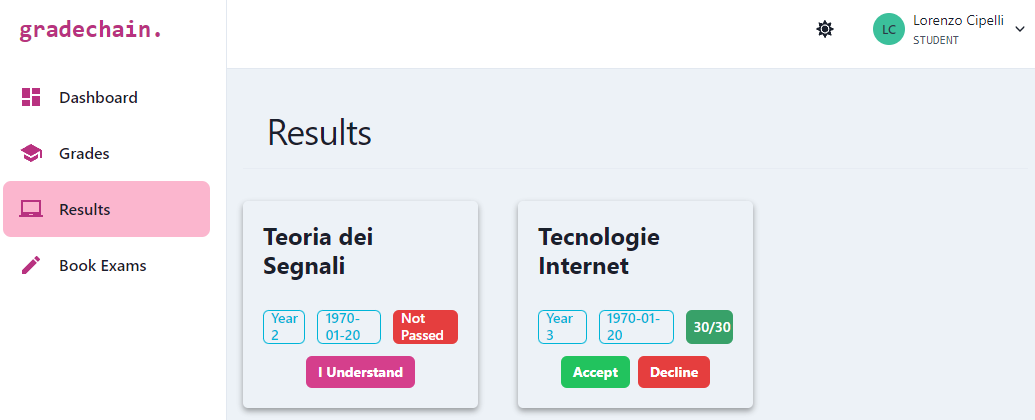 gradechain.
LC
Lorenzo Cipelli
STUDENT
Dashboard
Grades
Results
Book Exams
Results
Teoria dei
Segnali
Year
2
1970-
01-20
Not
Passed
I Understand
Tecnologie
Internet
Year
3
1970-01-
20
30/30
Accept
Decline